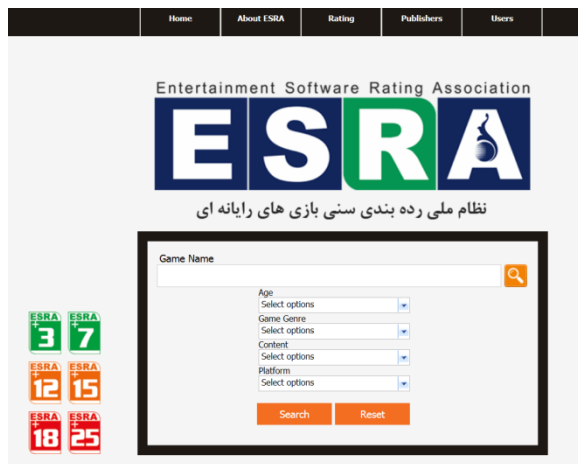 Home About ESRA Rating Publishers Users
Entertainment Software Rating Association
ESRA
نظام ملی رده بندی سنی بازی های رایانه ای
Game Name
Age
Select options
Game Genre
Select options
Content
Select options
Platform
Select options
Search Reset
ESRA ESRA
+3 +7
ESRA ESRA
+12 +15
ESRA ESRA
+18 +25